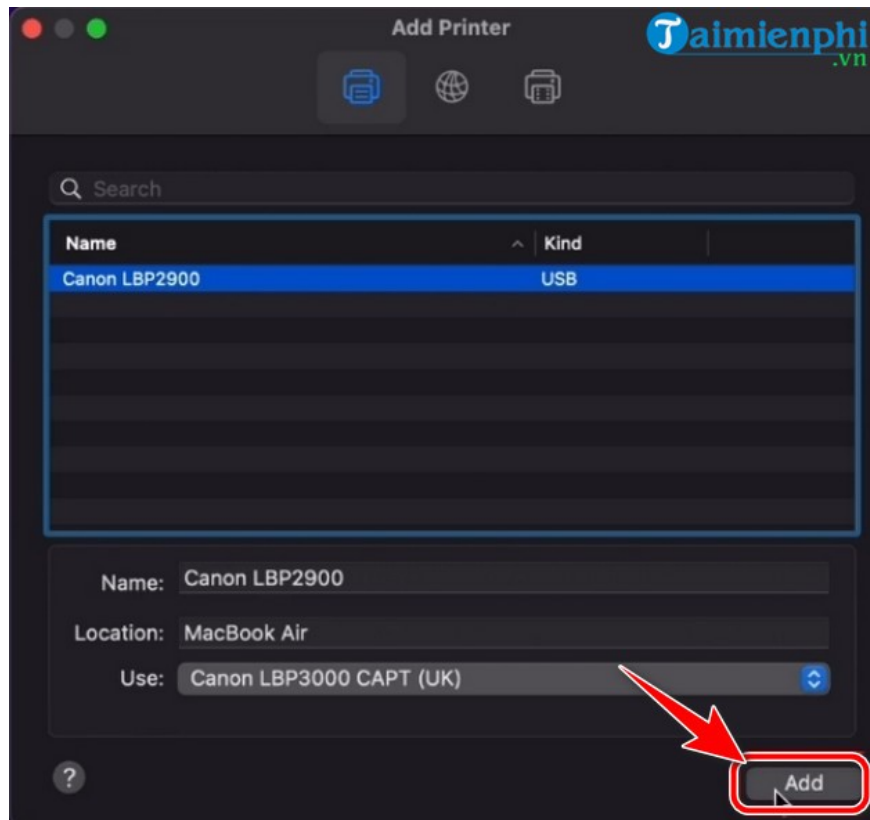 Add Printer
Taimienphi
.vn
Search
Name Kind
Canon LBP2900 USB
Name: Canon LBP2900
Location: MacBook Air
Use: Canon LBP3000 CAPT (UK)
? Add